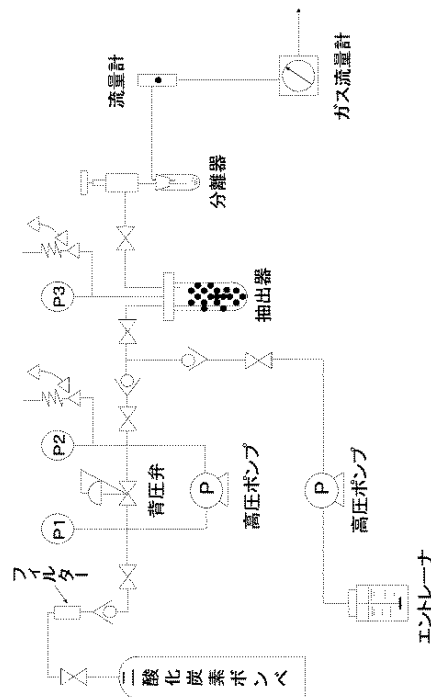 二酸化炭素ボンベ
フィルター
P1
背圧弁
P2
P
高圧ポンプ
P3
抽出器
分離器
流量計
ガス流量計
P
高圧ポンプ
エントレーナ